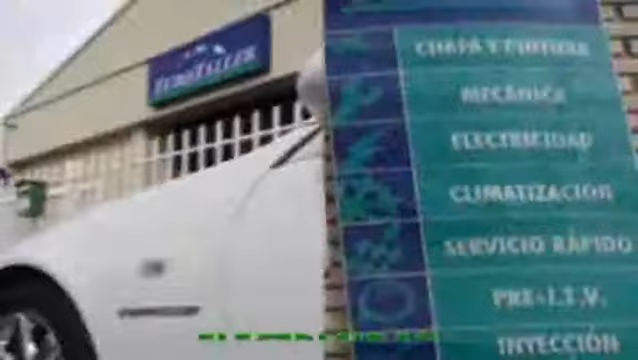 EUROTALLER
CHAPA Y PINTURA
MECÁNICA
ELECTRICIDAD
CLIMATIZACIÓN
SERVICIO RÁPIDO
PRE-I.T.V.
INYECCIÓN